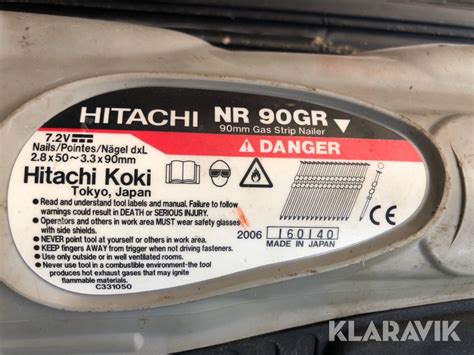 HITACHI NR 90GR
90mm Gas Strip Nailer
7.2V
Nails/Pointes/Nägel dxL
2.8 x 50 ~ 3.3 x 90mm
DANGER
Hitachi Koki
Tokyo, Japan
Read and understand tool labels and manual. Failure to follow
warnings could result in DEATH or SERIOUS INJURY.
Operators and others in work area MUST wear safety glasses
with side shields.
NEVER point tool at yourself or others in work area.
KEEP fingers AWAY from trigger when not driving fasteners.
Use only outside or in well ventilated rooms.
Never use tool in a combustible environment-the tool
produces hot exhaust gases that may ignite
flammable materials.
C331050
2006 160140
MADE IN JAPAN
CE
KLARAVIK